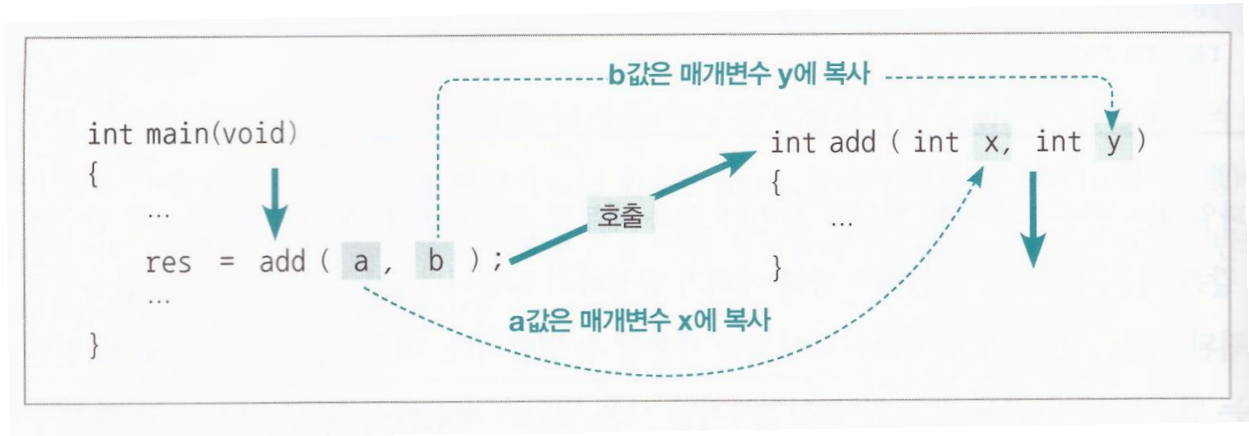 b값은 매개변수 y에 복사
int main(void)
{
...
res = add ( a , b ) ;
...
}
호출
int add ( int x, int y )
{
...
}
a값은 매개변수 x에 복사